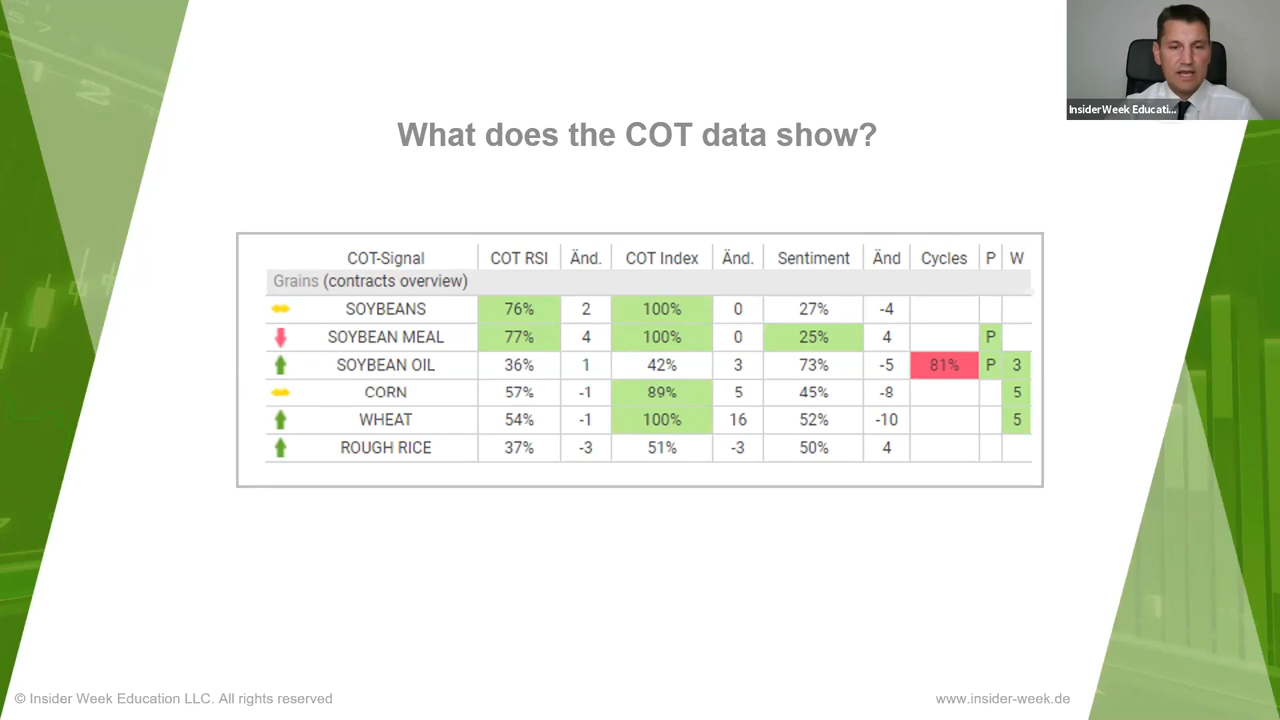 InsiderWeek Educati...
What does the COT data show?
COT-Signal COT RSI Änd. COT Index Änd. Sentiment Änd Cycles P W
Grains (contracts overview)
SOYBEANS 76% 2 100% 0 27% -4
SOYBEAN MEAL 77% 4 100% 0 25% 4 P
SOYBEAN OIL 36% 1 42% 3 73% -5 81% P 3
CORN 57% -1 89% 5 45% -8 5
WHEAT 54% -1 100% 16 52% -10 5
ROUGH RICE 37% -3 51% -3 50% 4
© Insider Week Education LLC. All rights reserved
www.insider-week.de